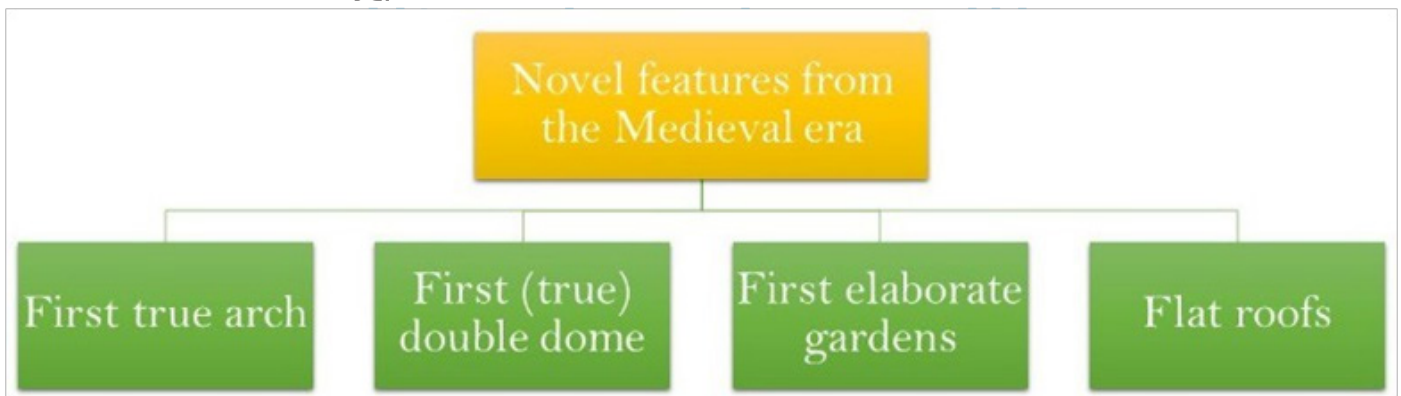 Novel features from
the Medieval era
First true arch
First (true)
double dome
First elaborate
gardens
Flat roofs